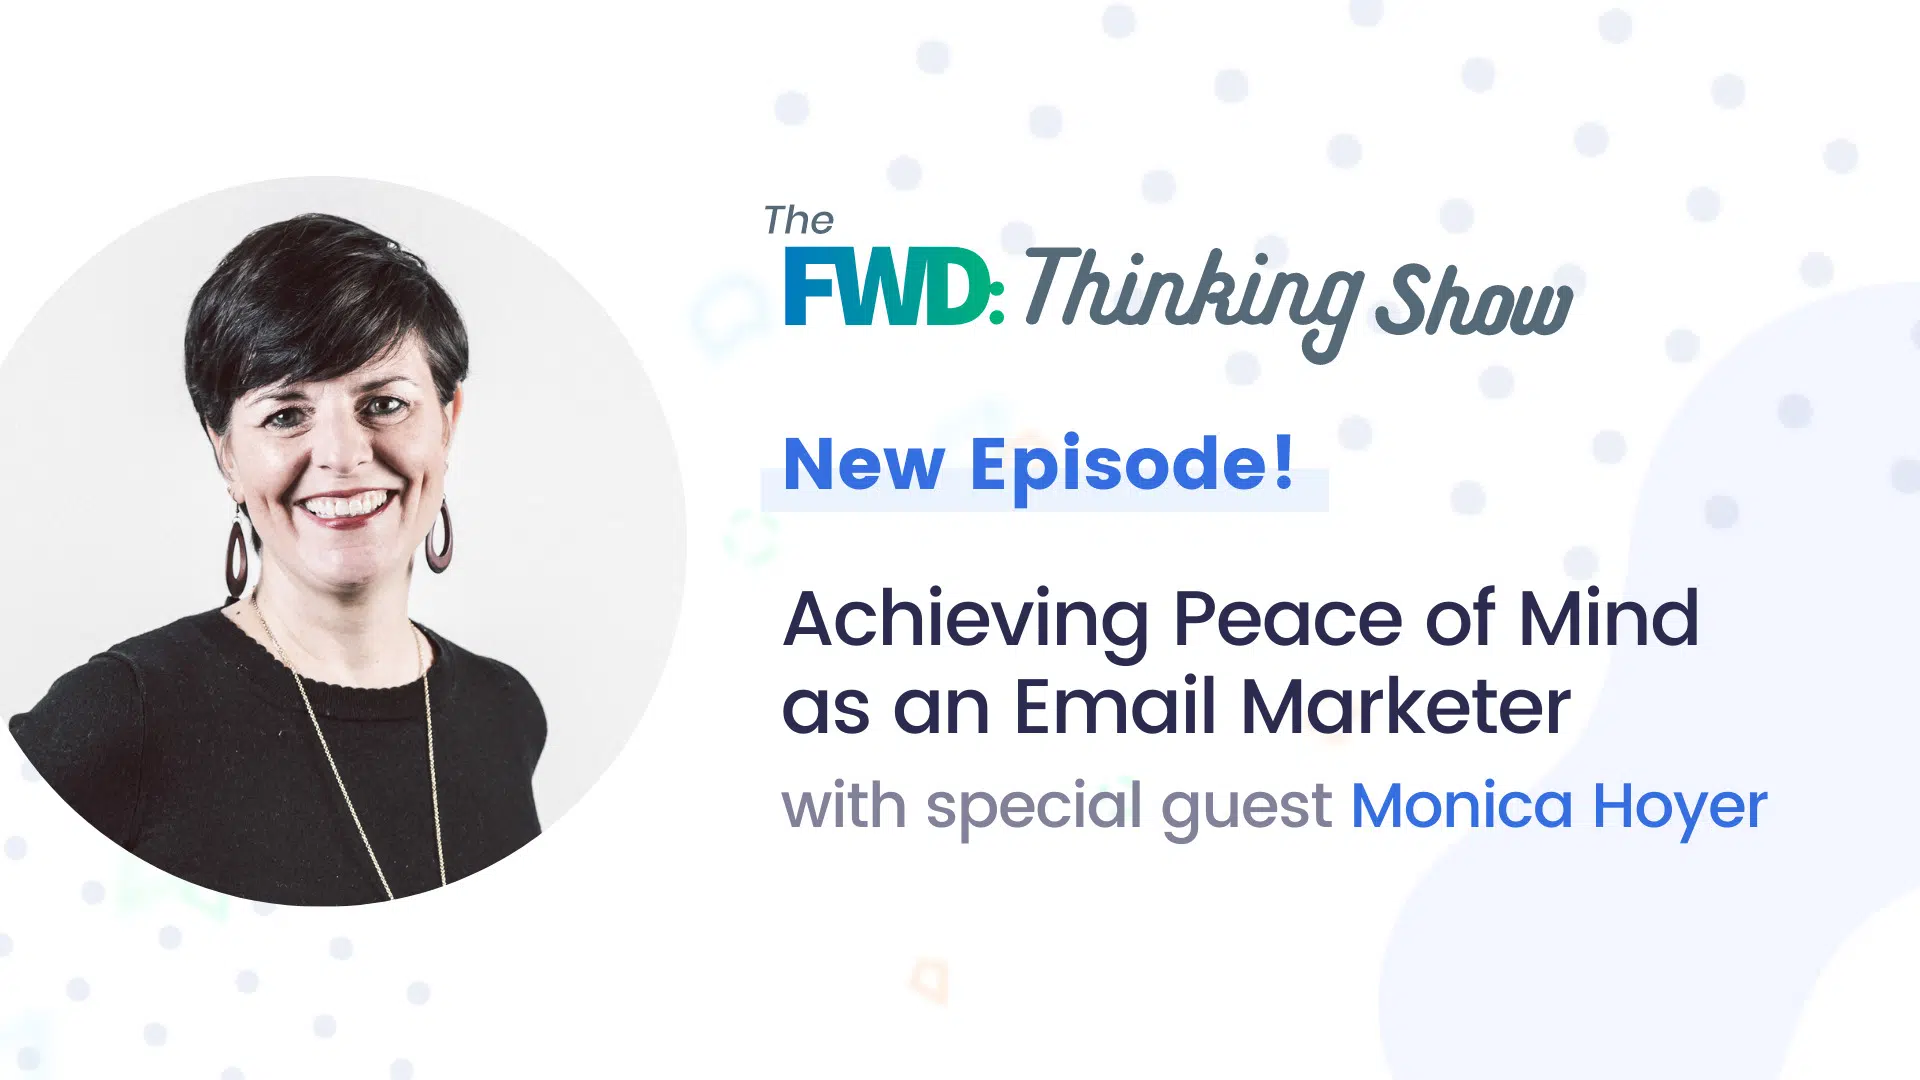 The
FWD: Thinking Show
New Episode!
Achieving Peace of Mind
as an Email Marketer
with special guest Monica Hoyer